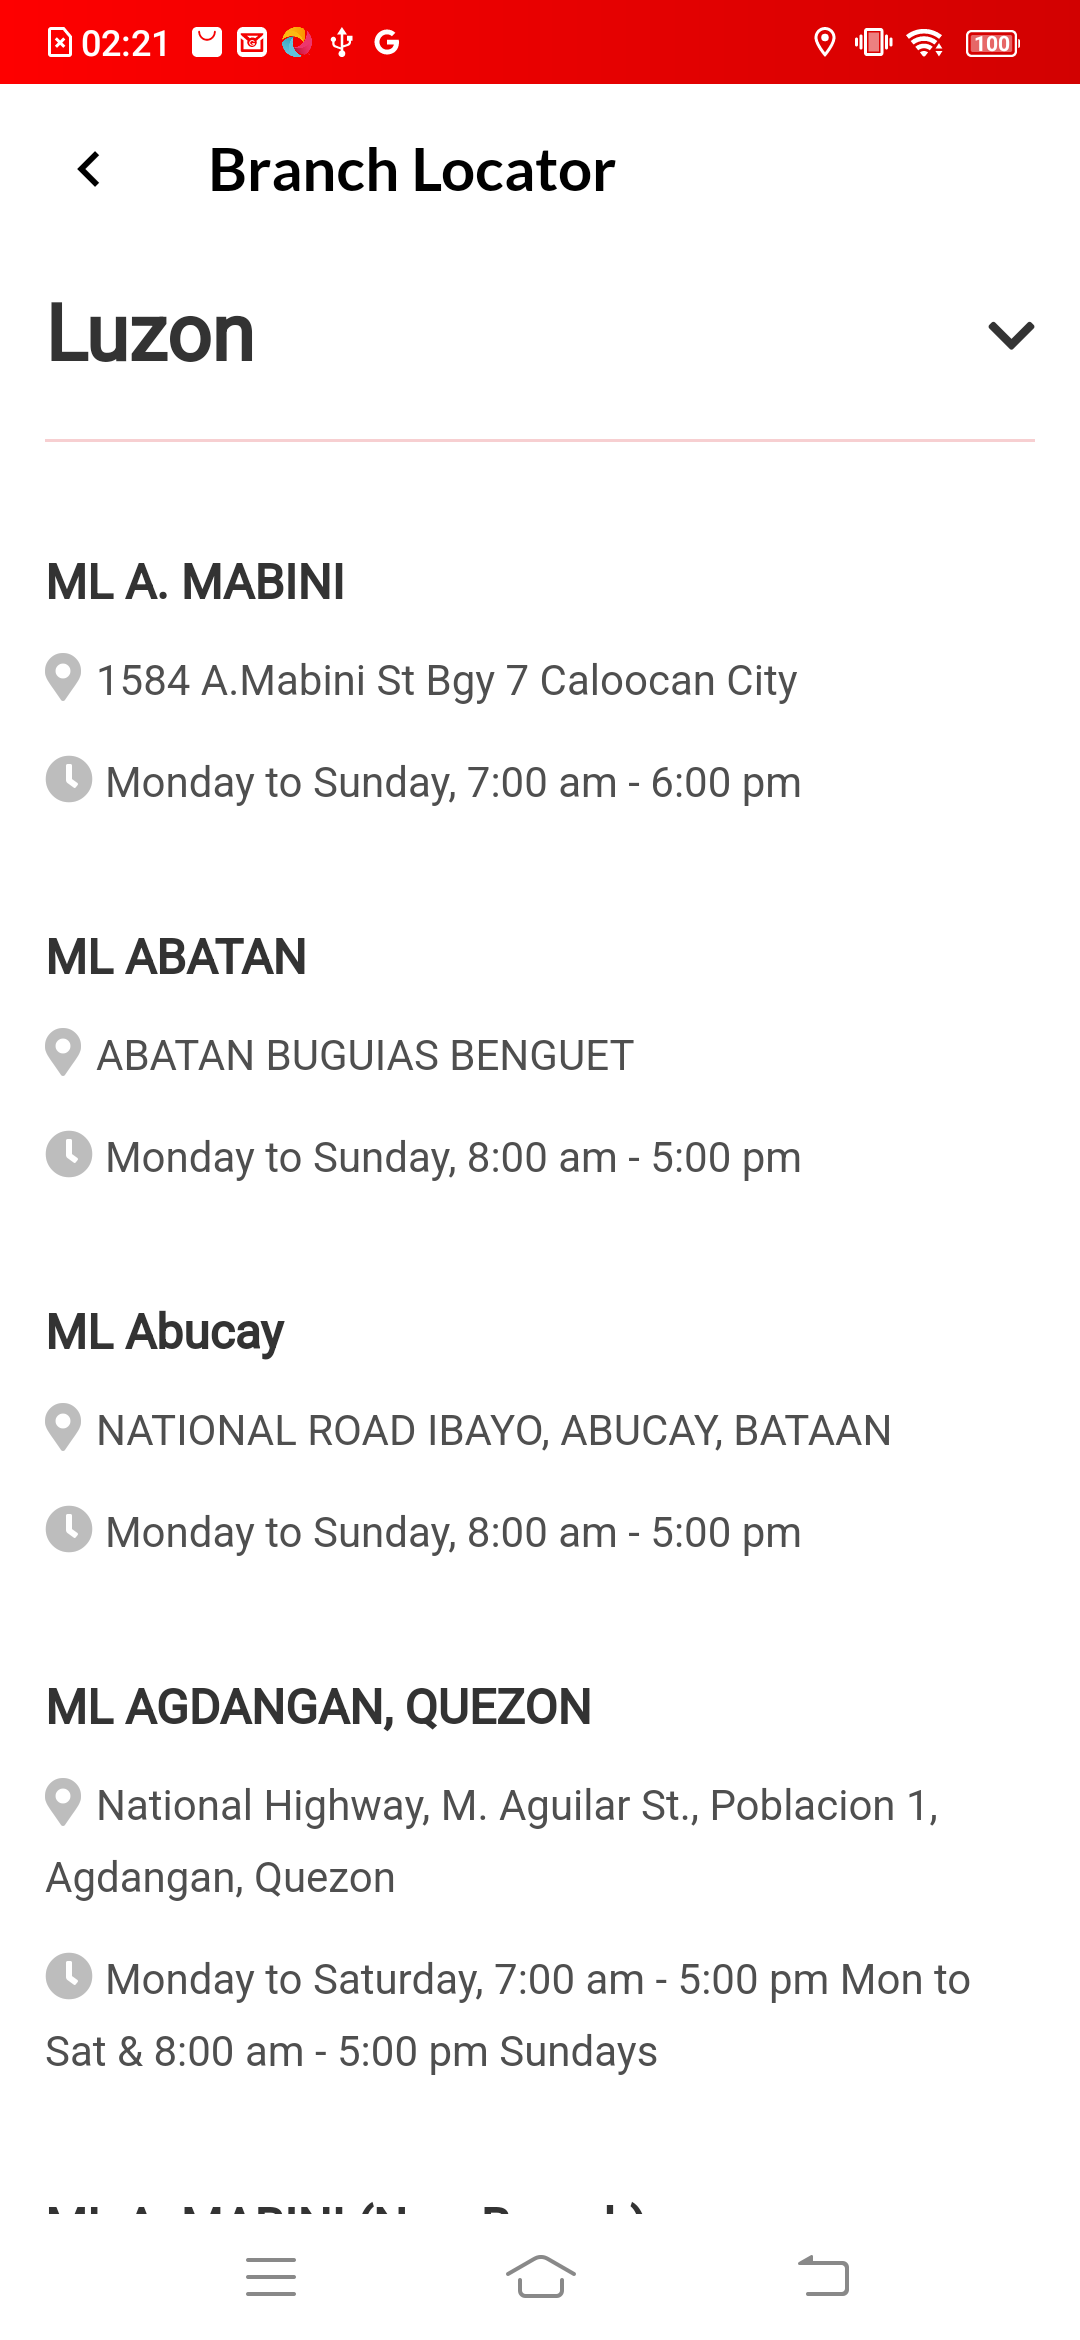 02:21
100
Branch Locator
Luzon
ML A. MABINI
1584 A.Mabini St Bgy 7 Caloocan City
Monday to Sunday, 7:00 am - 6:00 pm
ML ABATAN
ABATAN BUGUIAS BENGUET
Monday to Sunday, 8:00 am - 5:00 pm
ML Abucay
NATIONAL ROAD IBAYO, ABUCAY, BATAAN
Monday to Sunday, 8:00 am - 5:00 pm
ML AGDANGAN, QUEZON
National Highway, M. Aguilar St., Poblacion 1,
Agdangan, Quezon
Monday to Saturday, 7:00 am - 5:00 pm Mon to
Sat & 8:00 am - 5:00 pm Sundays
ML A. MABINI